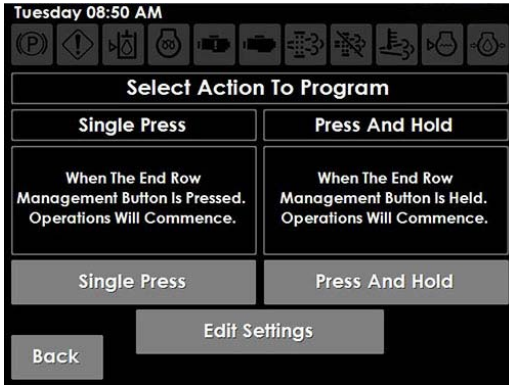 Tuesday 08:50 AM
Select Action To Program
Single Press
Press And Hold
When The End Row
Management Button Is Pressed.
Operations Will Commence.
When The End Row
Management Button Is Held.
Operations Will Commence.
Single Press
Press And Hold
Edit Settings
Back